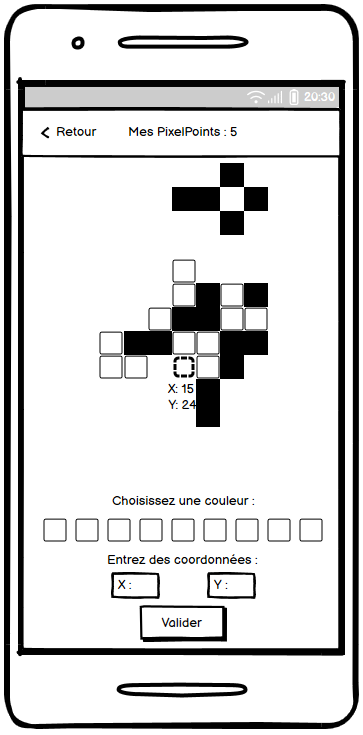 20:30
Retour Mes PixelPoints : 5
X: 15
Y: 24
Choisissez une couleur :
Entrez des coordonnées :
X : Y :
Valider